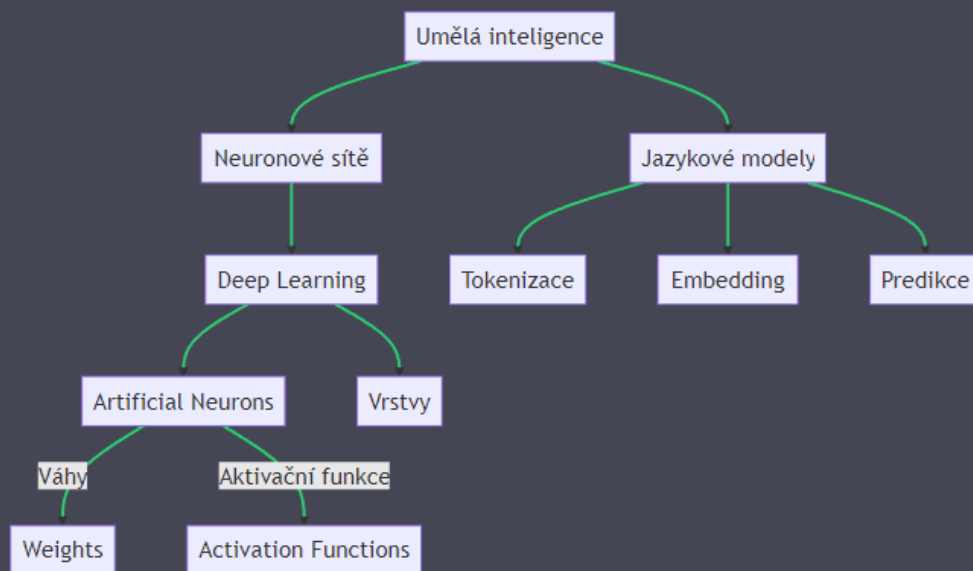 Umělá inteligence
Neuronové sítě
Jazykové modely
Deep Learning
Tokenizace
Embedding
Predikce
Artificial Neurons
Vrstvy
Váhy
Aktivační funkce
Weights
Activation Functions